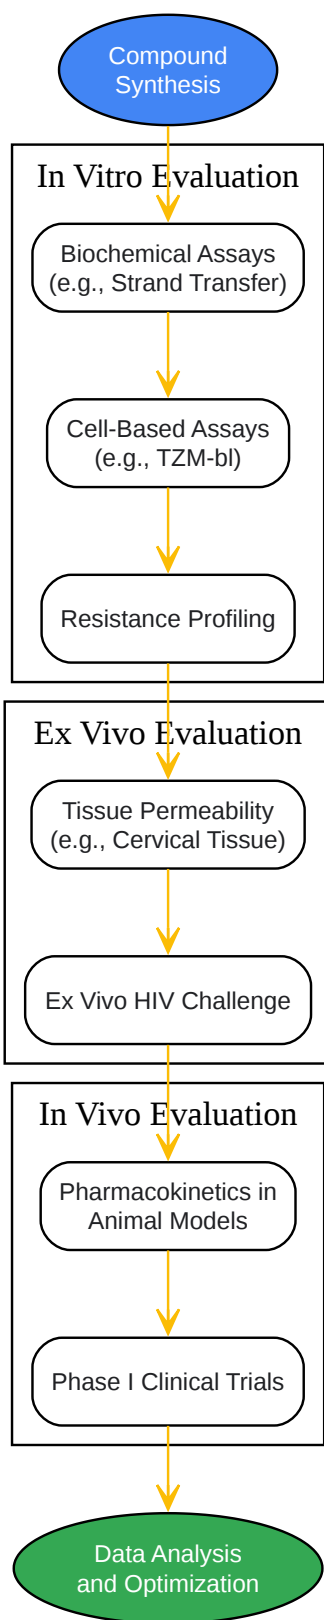 Compound
Synthesis
In Vitro Evaluation
Biochemical Assays
(e.g., Strand Transfer)
Cell-Based Assays
(e.g., TZM-bl)
Resistance Profiling
Ex Vivo Evaluation
Tissue Permeability
(e.g., Cervical Tissue)
Ex Vivo HIV Challenge
In Vivo Evaluation
Pharmacokinetics in
Animal Models
Phase I Clinical Trials
Data Analysis
and Optimization